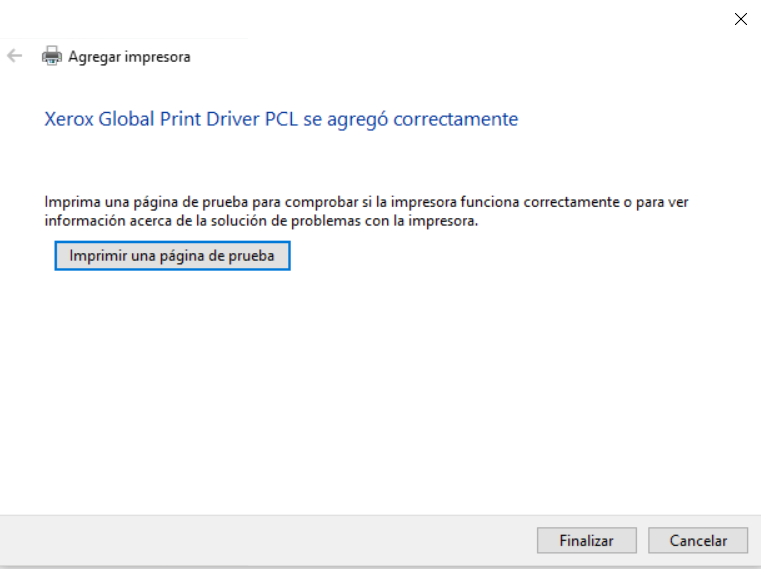 Agregar impresora
Xerox Global Print Driver PCL se agregó correctamente
Imprima una página de prueba para comprobar si la impresora funciona correctamente o para ver
información acerca de la solución de problemas con la impresora.
Imprimir una página de prueba
Finalizar
Cancelar